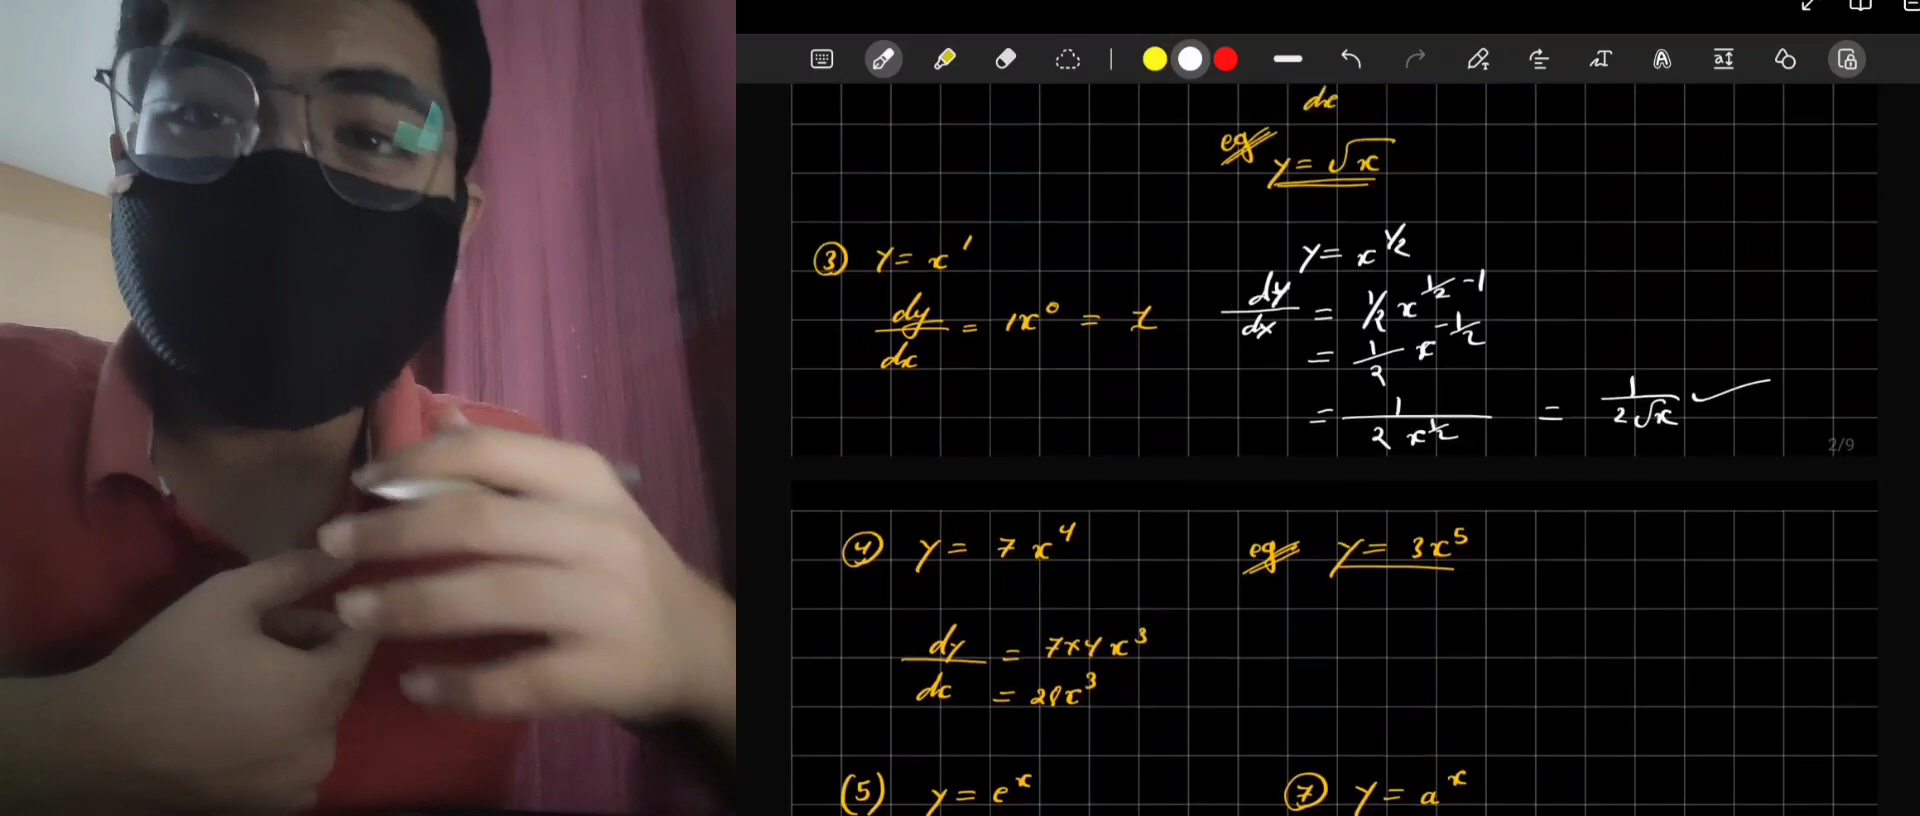 dx
eg y = √x
③ y = x¹
dy/dx = 1x⁰ = 1
y = x^½
dy/dx = ½ x^(½-1)
= 1/2 x^(-½)
= 1/(2 x^½) = 1/(2√x) ✓
2/9
④ y = 7x⁴
dy/dx = 7×4x³
= 28x³
eg y = 3x⁵
(5) y = eˣ
⑦ y = aˣ